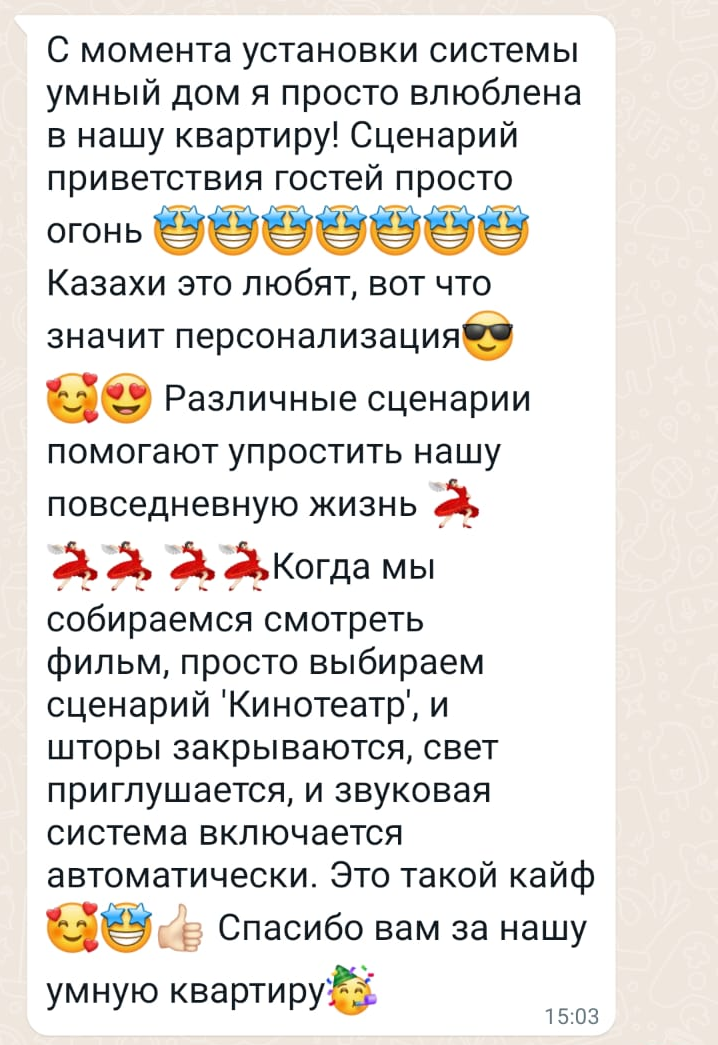 С момента установки системы
умный дом я просто влюблена
в нашу квартиру! Сценарий
приветствия гостей просто
огонь 🤩🤩🤩🤩🤩🤩🤩
Казахи это любят, вот что
значит персонализация😎
🥰😍 Различные сценарии
помогают упростить нашу
повседневную жизнь 💃🏻
💃🏻💃🏻 💃🏻💃🏻Когда мы
собираемся смотреть
фильм, просто выбираем
сценарий 'Кинотеатр', и
шторы закрываются, свет
приглушается, и звуковая
система включается
автоматически. Это такой кайф
🥰🤩👍🏻 Спасибо вам за нашу
умную квартиру🥳
15:03